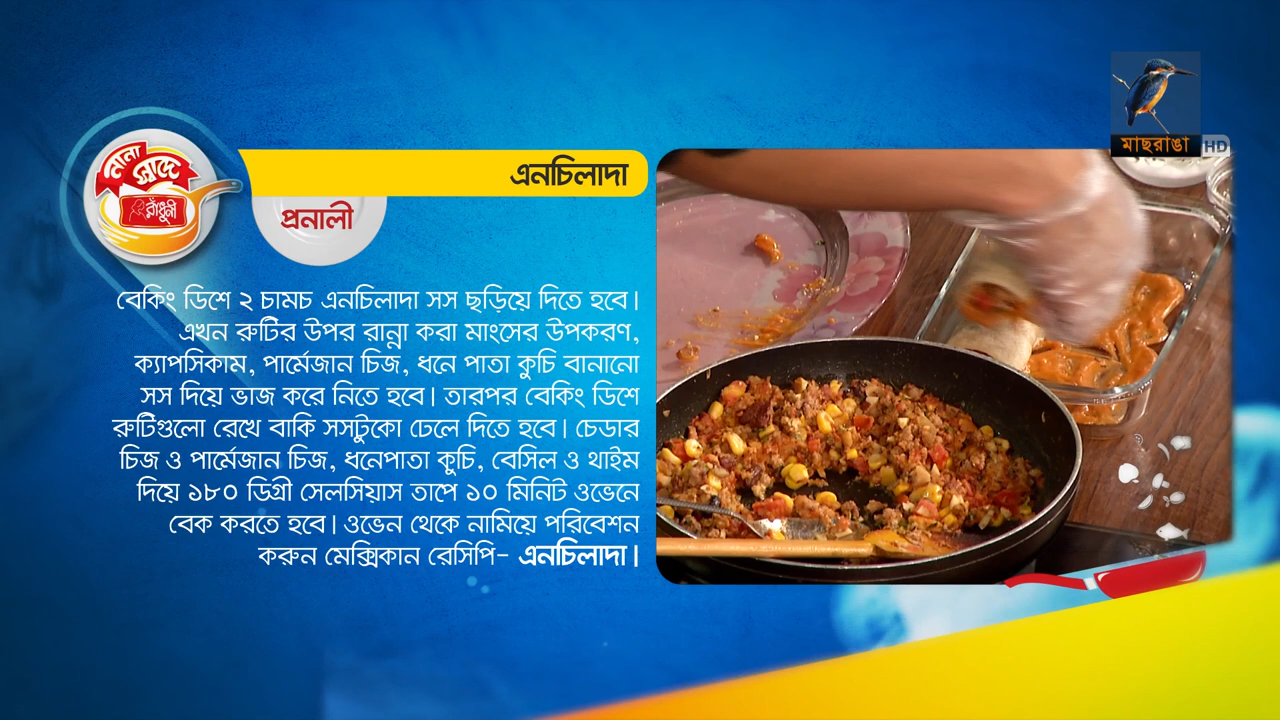 নানা
স্বাদে
রাঁধুনী
এনচিলাদা
প্রনালী
বেকিং ডিশে ২ চামচ এনচিলাদা সস ছড়িয়ে দিতে হবে।
এখন রুটির উপর রান্না করা মাংসের উপকরণ,
ক্যাপসিকাম, পার্মেজান চিজ, ধনে পাতা কুচি বানানো
সস দিয়ে ভাজ করে নিতে হবে। তারপর বেকিং ডিশে
রুটিগুলো রেখে বাকি সসটুকো ঢেলে দিতে হবে। চেডার
চিজ ও পার্মেজান চিজ, ধনেপাতা কুচি, বেসিল ও থাইম
দিয়ে ১৮০ ডিগ্রী সেলসিয়াস তাপে ১০ মিনিট ওভেনে
বেক করতে হবে। ওভেন থেকে নামিয়ে পরিবেশন
করুন মেক্সিকান রেসিপি- এনচিলাদা।
মাছরাঙা HD